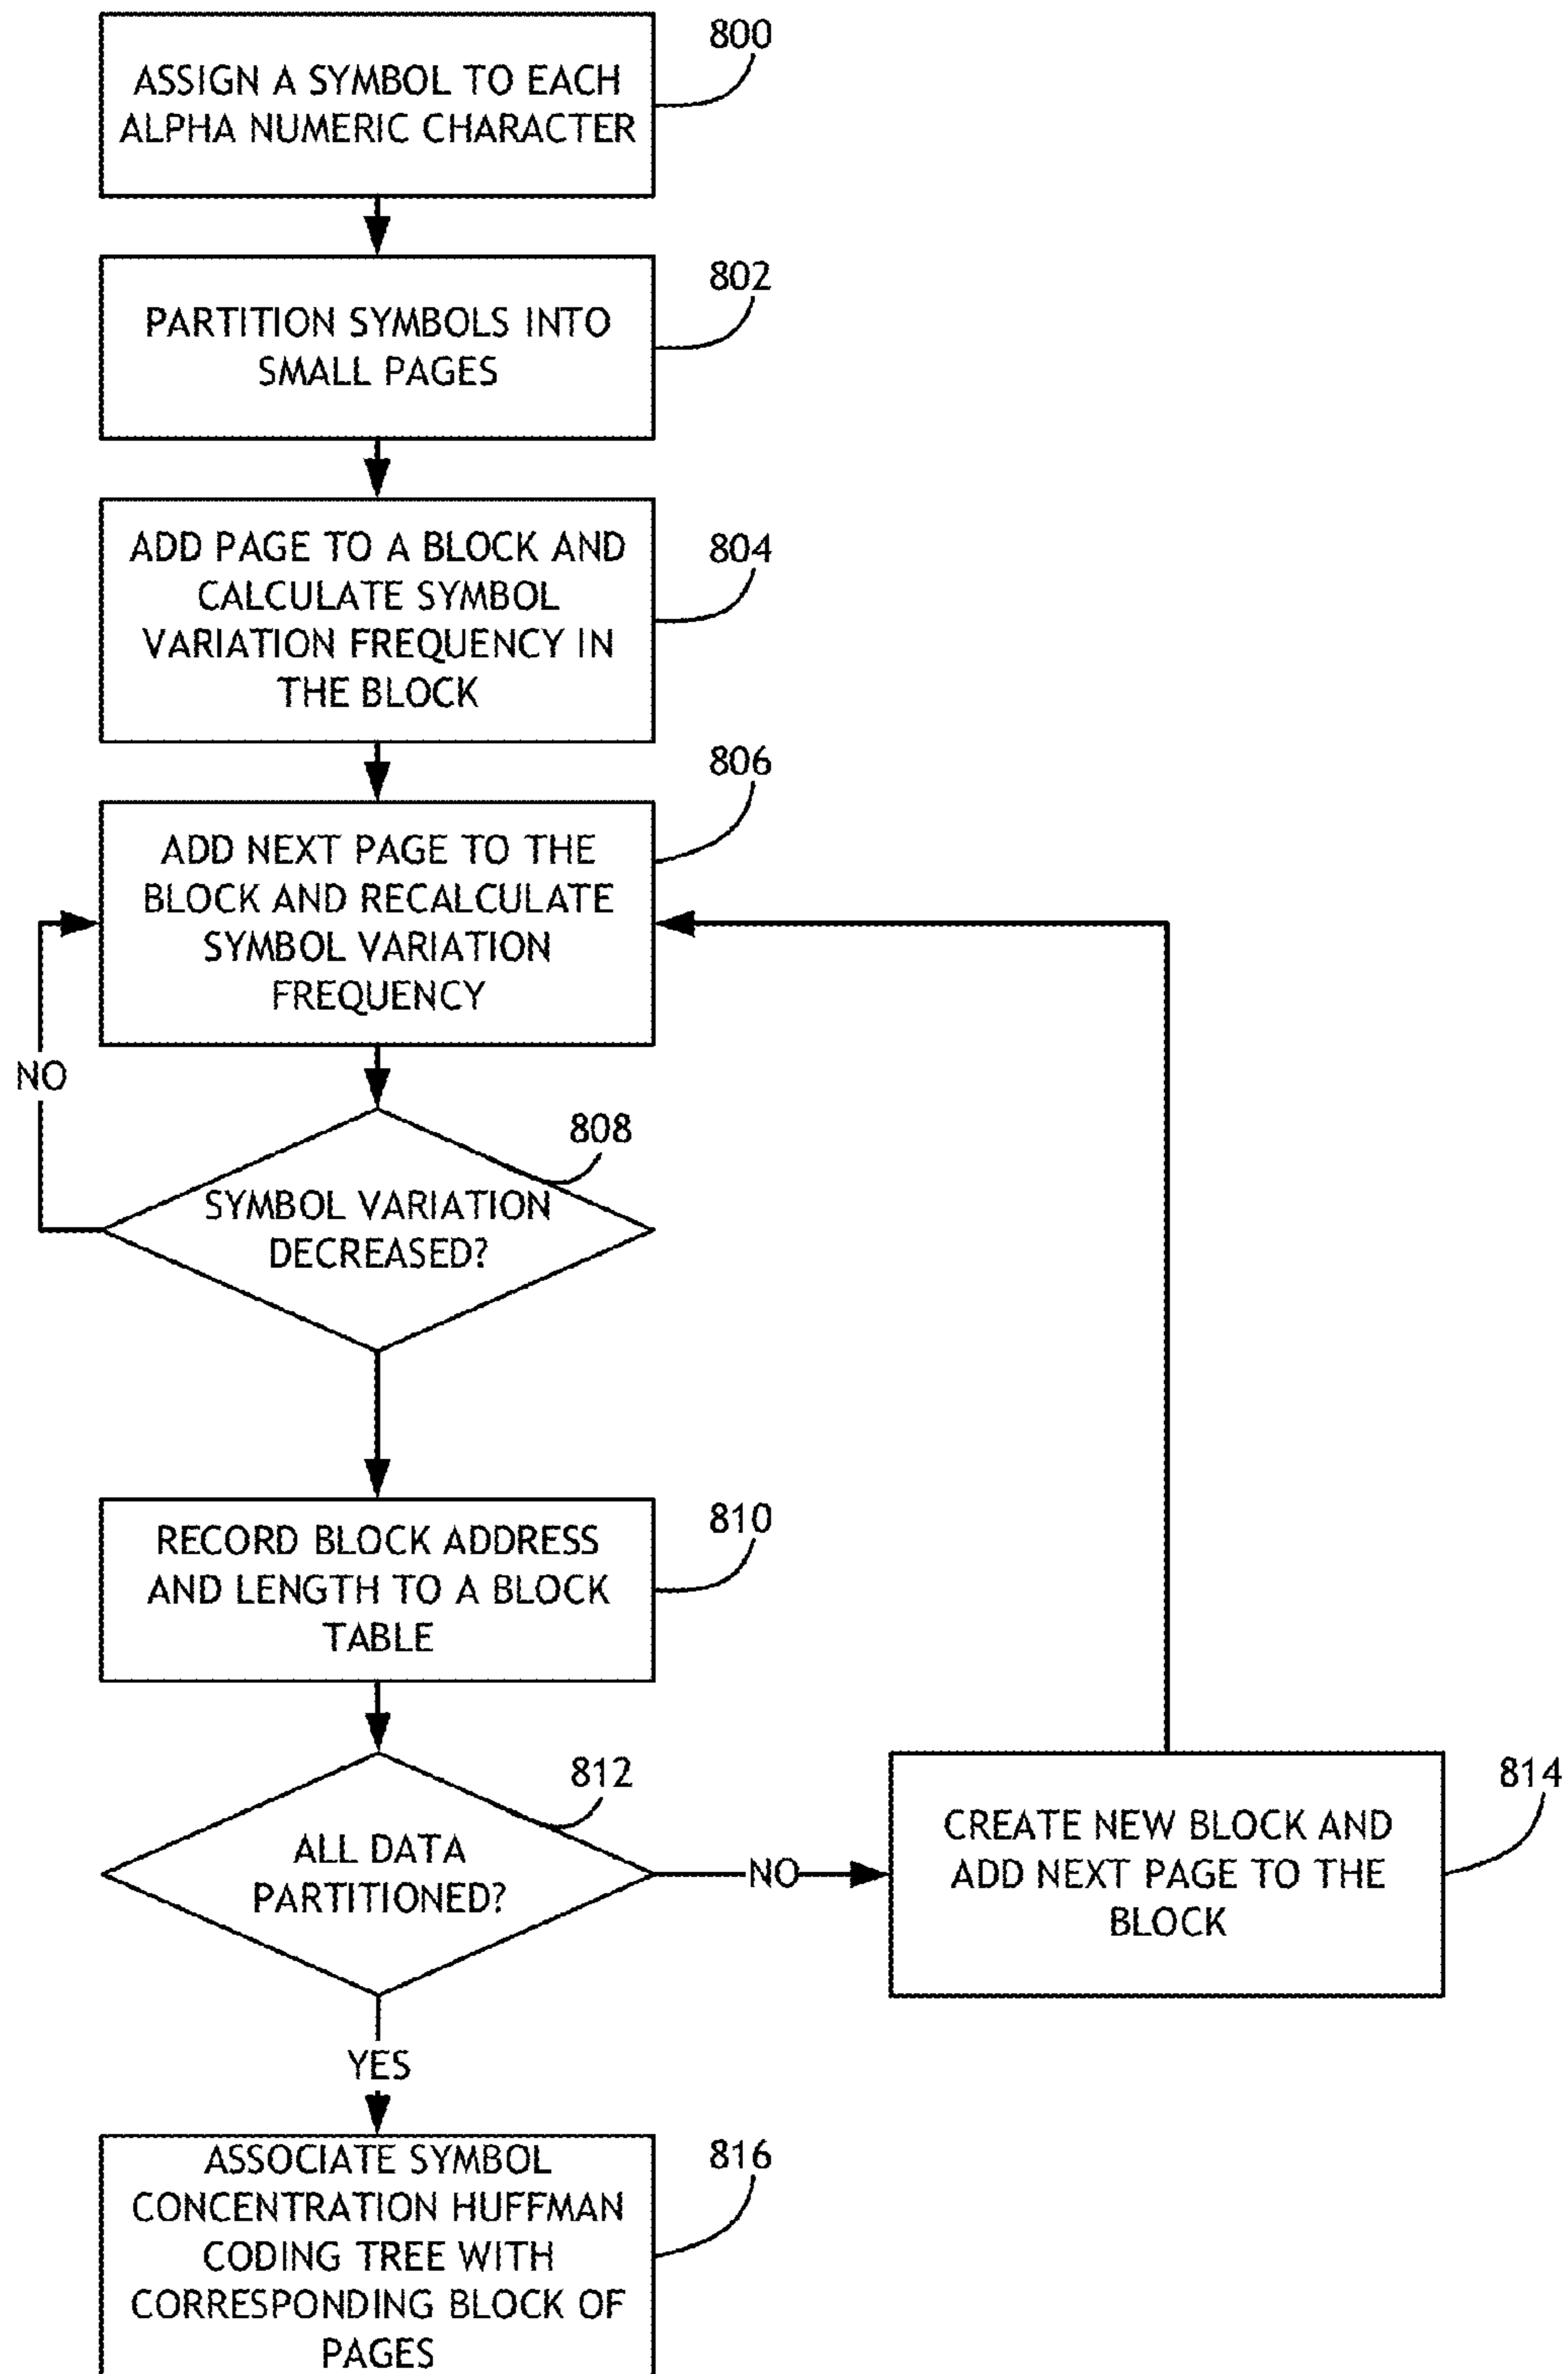 800
ASSIGN A SYMBOL TO EACH
ALPHA NUMERIC CHARACTER
802
PARTITION SYMBOLS INTO
SMALL PAGES
804
ADD PAGE TO A BLOCK AND
CALCULATE SYMBOL
VARIATION FREQUENCY IN
THE BLOCK
806
ADD NEXT PAGE TO THE
BLOCK AND RECALCULATE
SYMBOL VARIATION
FREQUENCY
NO
808
SYMBOL VARIATION
DECREASED?
810
RECORD BLOCK ADDRESS
AND LENGTH TO A BLOCK
TABLE
812
ALL DATA
PARTITIONED?
NO
814
CREATE NEW BLOCK AND
ADD NEXT PAGE TO THE
BLOCK
YES
816
ASSOCIATE SYMBOL
CONCENTRATION HUFFMAN
CODING TREE WITH
CORRESPONDING BLOCK OF
PAGES